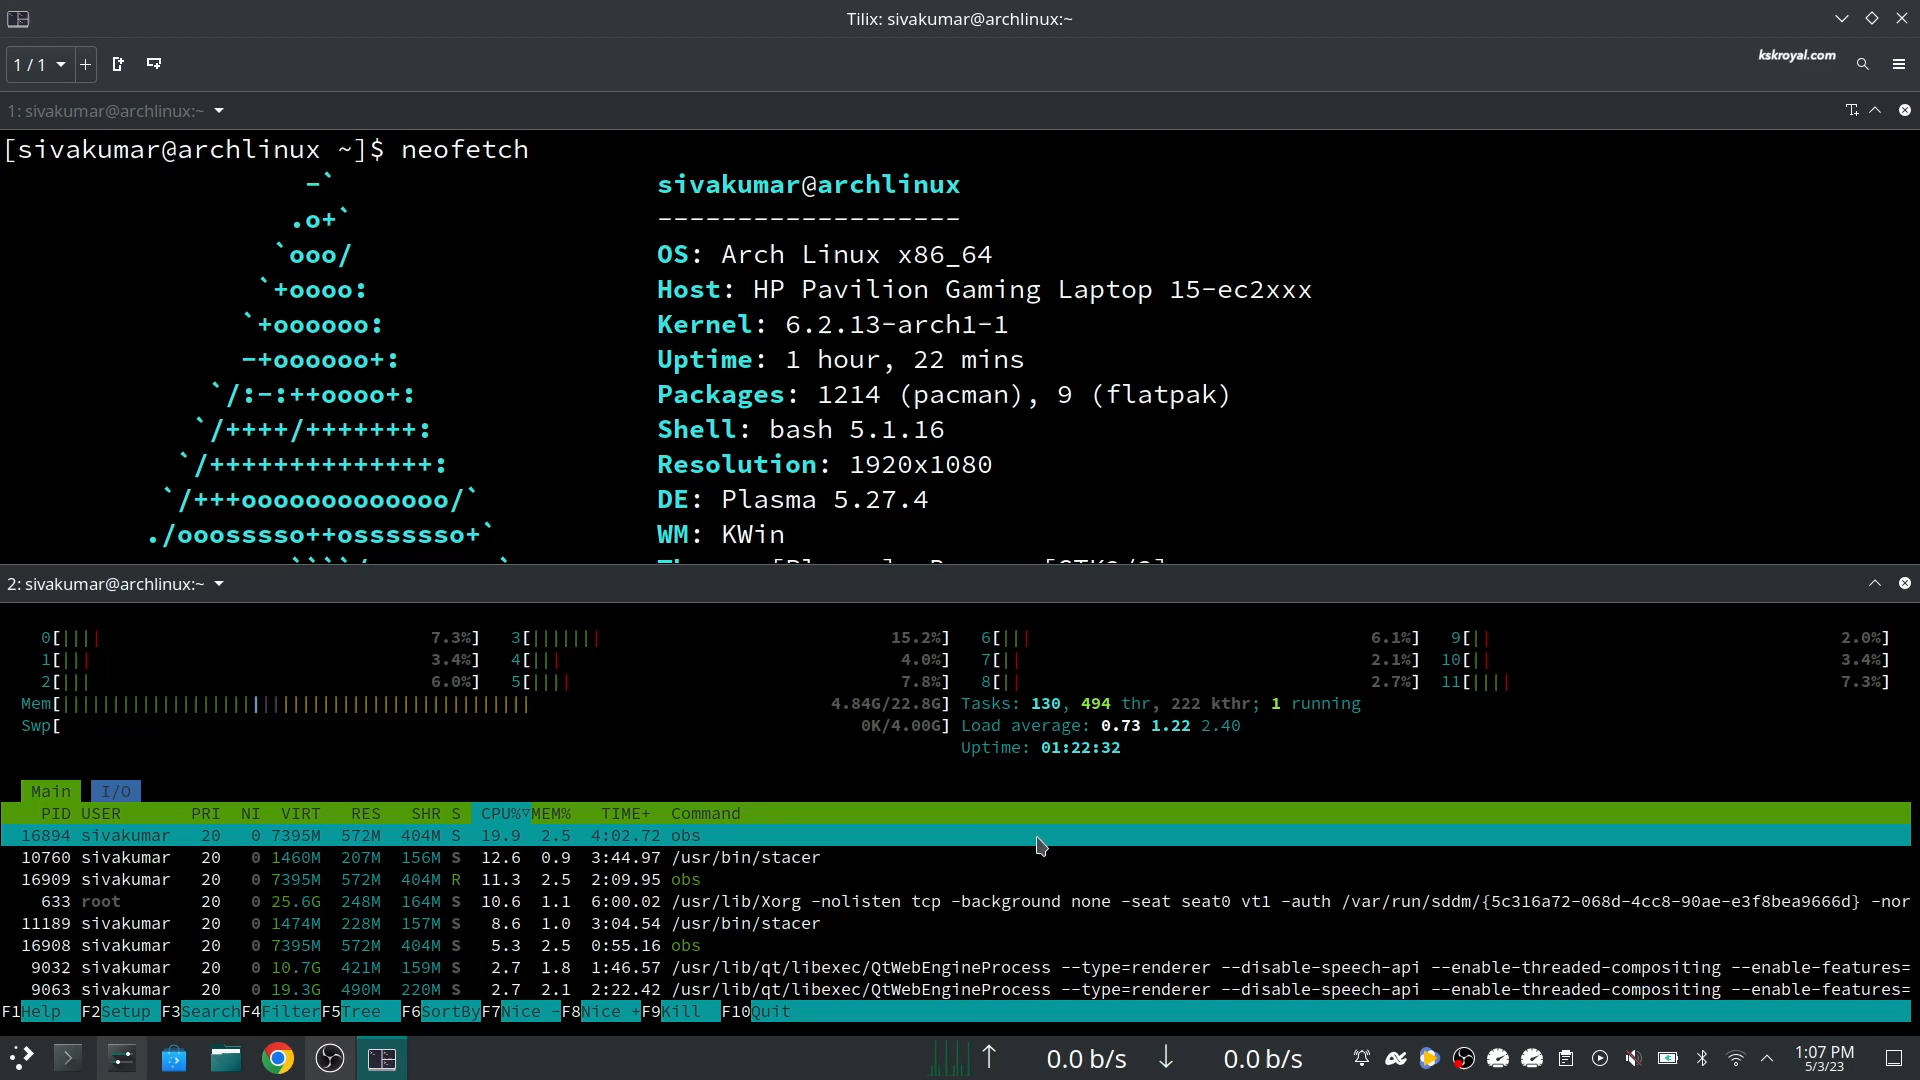 Tilix: sivakumar@archlinux:~
1 / 1
kskroyal.com
1: sivakumar@archlinux:~
[sivakumar@archlinux ~]$ neofetch
-`
.o+`
`ooo/
`+oooo:
`+oooooo:
-+oooooo+:
`/:-:++oooo+:
`/++++/+++++++:
`/++++++++++++++:
`/+++ooooooooooooo/`
./ooosssso++osssssso+`
sivakumar@archlinux
-------------------
OS: Arch Linux x86_64
Host: HP Pavilion Gaming Laptop 15-ec2xxx
Kernel: 6.2.13-arch1-1
Uptime: 1 hour, 22 mins
Packages: 1214 (pacman), 9 (flatpak)
Shell: bash 5.1.16
Resolution: 1920x1080
DE: Plasma 5.27.4
WM: KWin
2: sivakumar@archlinux:~
0[|||| 7.3%] 3[||||||| 15.2%] 6[||| 6.1%] 9[|| 2.0%]
1[||| 3.4%] 4[||| 4.0%] 7[|| 2.1%] 10[|| 3.4%]
2[||| 6.0%] 5[|||| 7.8%] 8[|| 2.7%] 11[|||| 7.3%]
Mem[||||||||||||||||||||||||||||||||||||||||||||||| 4.84G/22.8G] Tasks: 130, 494 thr, 222 kthr; 1 running
Swp[ 0K/4.00G] Load average: 0.73 1.22 2.40
Uptime: 01:22:32
Main I/O
PID USER PRI NI VIRT RES SHR S CPU%▽MEM% TIME+ Command
16894 sivakumar 20 0 7395M 572M 404M S 19.9 2.5 4:02.72 obs
10760 sivakumar 20 0 1460M 207M 156M S 12.6 0.9 3:44.97 /usr/bin/stacer
16909 sivakumar 20 0 7395M 572M 404M R 11.3 2.5 2:09.95 obs
633 root 20 0 25.6G 248M 164M S 10.6 1.1 6:00.02 /usr/lib/Xorg -nolisten tcp -background none -seat seat0 vt1 -auth /var/run/sddm/{5c316a72-068d-4cc8-90ae-e3f8bea9666d} -nor
11189 sivakumar 20 0 1474M 228M 157M S 8.6 1.0 3:04.54 /usr/bin/stacer
16908 sivakumar 20 0 7395M 572M 404M S 5.3 2.5 0:55.16 obs
9032 sivakumar 20 0 10.7G 421M 159M S 2.7 1.8 1:46.57 /usr/lib/qt/libexec/QtWebEngineProcess --type=renderer --disable-speech-api --enable-threaded-compositing --enable-features=
9063 sivakumar 20 0 19.3G 490M 220M S 2.7 2.1 2:22.42 /usr/lib/qt/libexec/QtWebEngineProcess --type=renderer --disable-speech-api --enable-threaded-compositing --enable-features=
F1Help F2Setup F3SearchF4FilterF5Tree F6SortByF7Nice -F8Nice +F9Kill F10Quit
0.0 b/s 0.0 b/s
1:07 PM
5/3/23